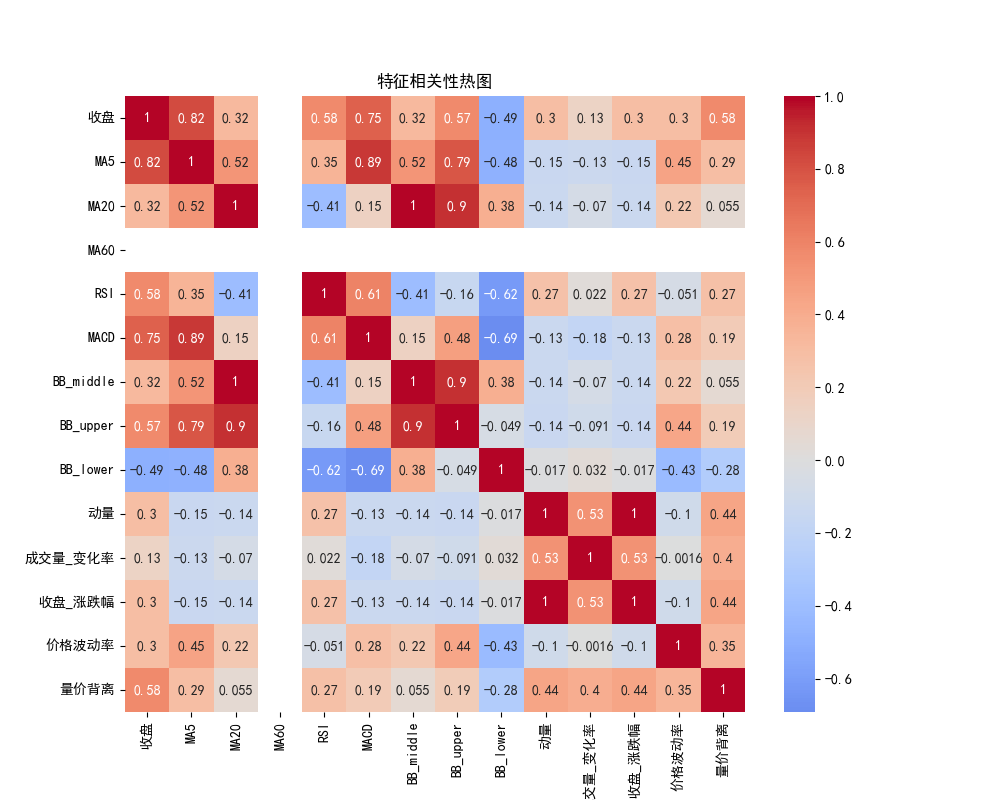 特征相关性热图
收盘 1 0.82 0.32 0.58 0.75 0.32 0.57 −0.49 0.3 0.13 0.3 0.3 0.58
MA5 0.82 1 0.52 0.35 0.89 0.52 0.79 −0.48 −0.15 −0.13 −0.15 0.45 0.29
MA20 0.32 0.52 1 −0.41 0.15 1 0.9 0.38 −0.14 −0.07 −0.14 0.22 0.055
MA60
RSI 0.58 0.35 −0.41 1 0.61 −0.41 −0.16 −0.62 0.27 0.022 0.27 −0.051 0.27
MACD 0.75 0.89 0.15 0.61 1 0.15 0.48 −0.69 −0.13 −0.18 −0.13 0.28 0.19
BB_middle 0.32 0.52 1 −0.41 0.15 1 0.9 0.38 −0.14 −0.07 −0.14 0.22 0.055
BB_upper 0.57 0.79 0.9 −0.16 0.48 0.9 1 −0.049 −0.14 −0.091 −0.14 0.44 0.19
BB_lower −0.49 −0.48 0.38 −0.62 −0.69 0.38 −0.049 1 −0.017 0.032 −0.017 −0.43 −0.28
动量 0.3 −0.15 −0.14 0.27 −0.13 −0.14 −0.14 −0.017 1 0.53 1 −0.1 0.44
成交量_变化率 0.13 −0.13 −0.07 0.022 −0.18 −0.07 −0.091 0.032 0.53 1 0.53 −0.0016 0.4
收盘_涨跌幅 0.3 −0.15 −0.14 0.27 −0.13 −0.14 −0.14 −0.017 1 0.53 1 −0.1 0.44
价格波动率 0.3 0.45 0.22 −0.051 0.28 0.22 0.44 −0.43 −0.1 −0.0016 −0.1 1 0.35
量价背离 0.58 0.29 0.055 0.27 0.19 0.055 0.19 −0.28 0.44 0.4 0.44 0.35 1
收盘 MA5 MA20 MA60 RSI MACD BB_middle BB_upper BB_lower 动量 交量_变化率 收盘_涨跌幅 价格波动率 量价背离
1.0
0.8
0.6
0.4
0.2
0.0
−0.2
−0.4
−0.6